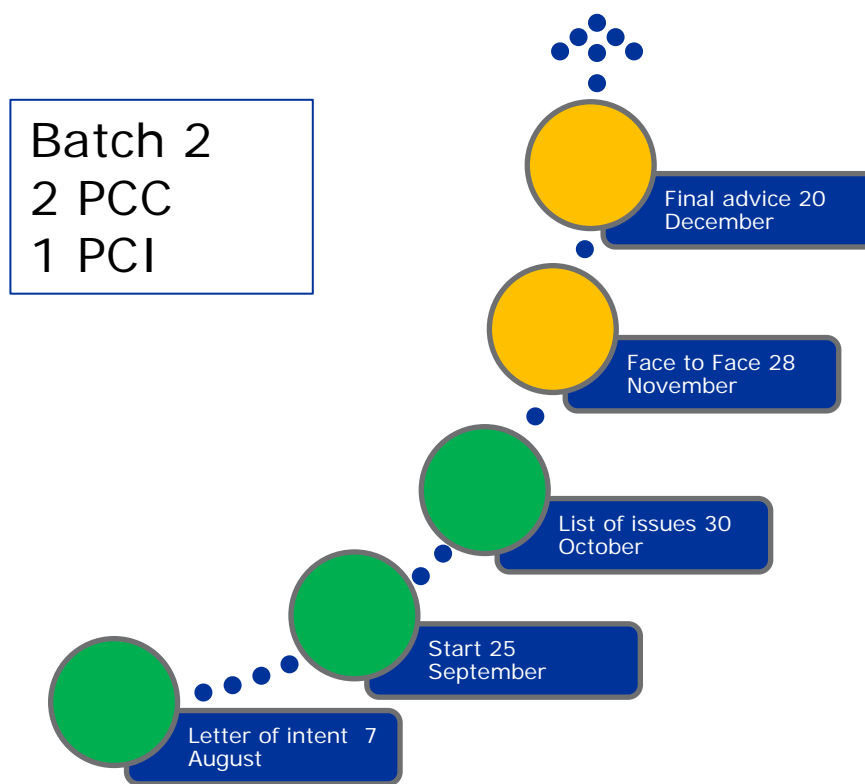 Batch 2
2 PCC
1 PCI
Final advice 20
December
Face to Face 28
November
List of issues 30
October
Start 25
September
Letter of intent  7
August